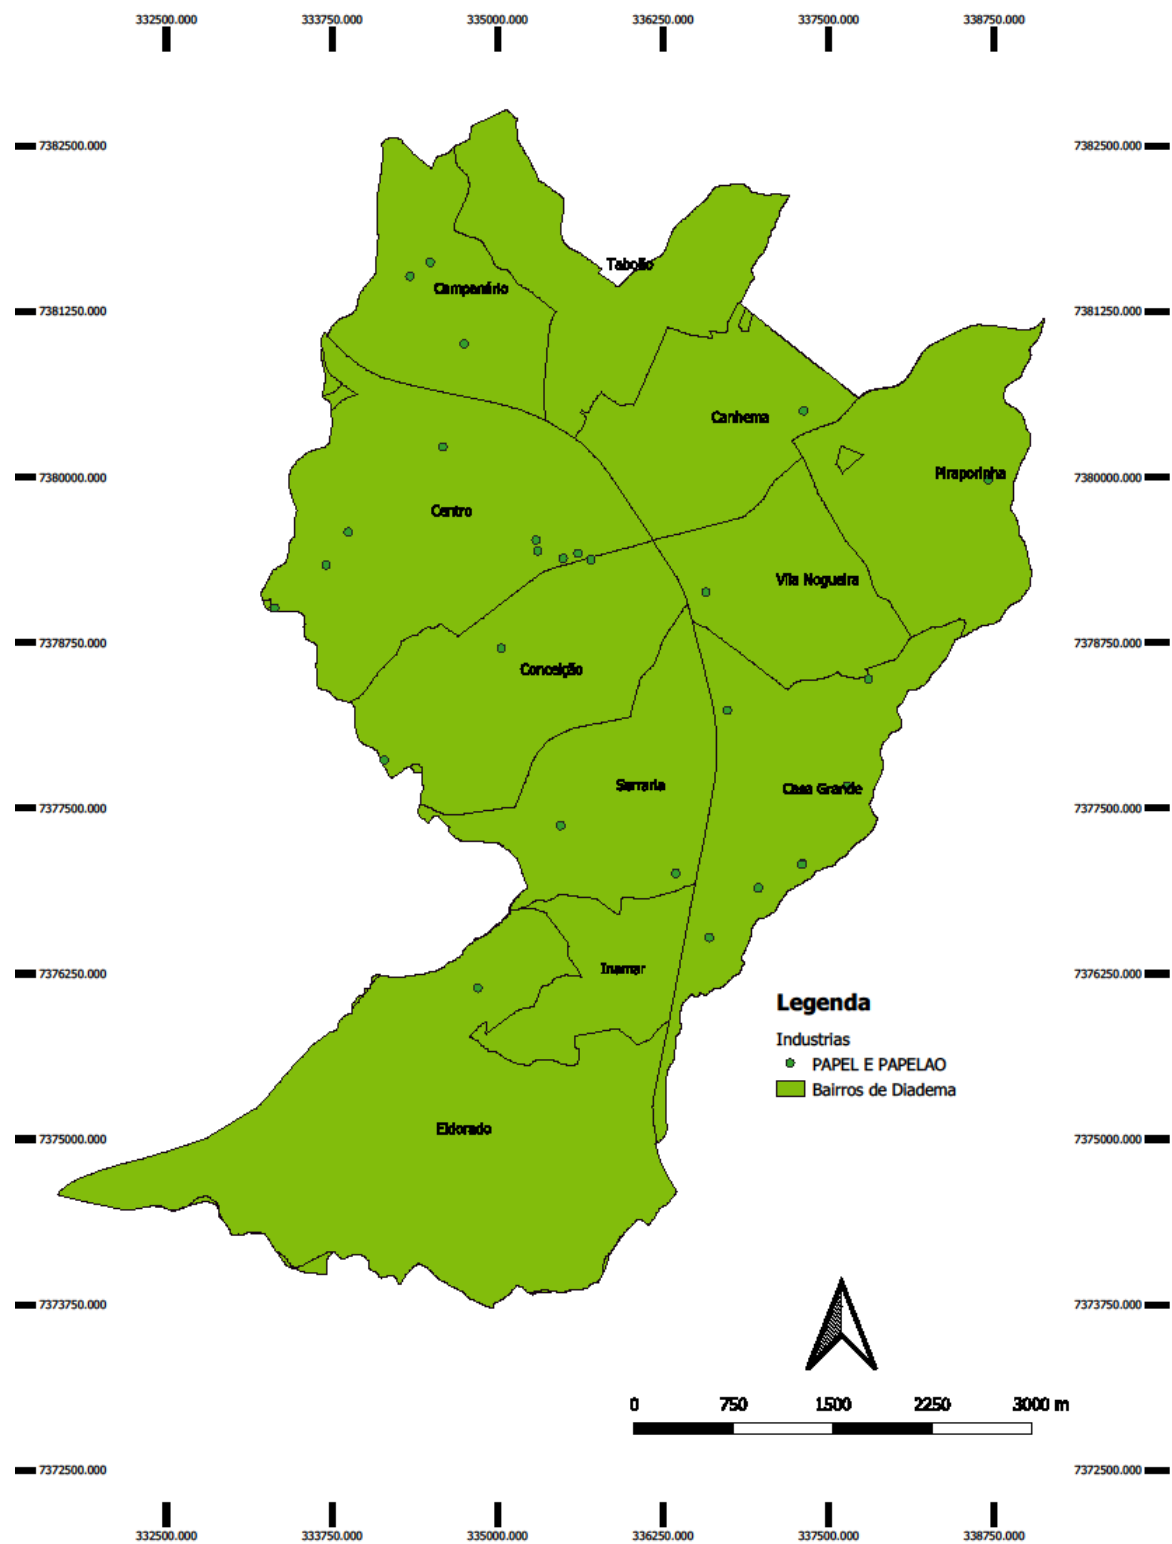 332500.000 333750.000 335000.000 336250.000 337500.000 338750.000
7382500.000 7382500.000
Taboão
Campanário
7381250.000 7381250.000
Canhema
Piraporinha
7380000.000 7380000.000
Centro
Vila Nogueira
7378750.000 7378750.000
Conceição
Serraria
Casa Grande
7377500.000 7377500.000
Inamar
7376250.000 7376250.000
Legenda
Industrias
PAPEL E PAPELAO
Bairros de Diadema
Eldorado
7375000.000 7375000.000
7373750.000 7373750.000
0 750 1500 2250 3000 m
7372500.000 7372500.000
332500.000 333750.000 335000.000 336250.000 337500.000 338750.000